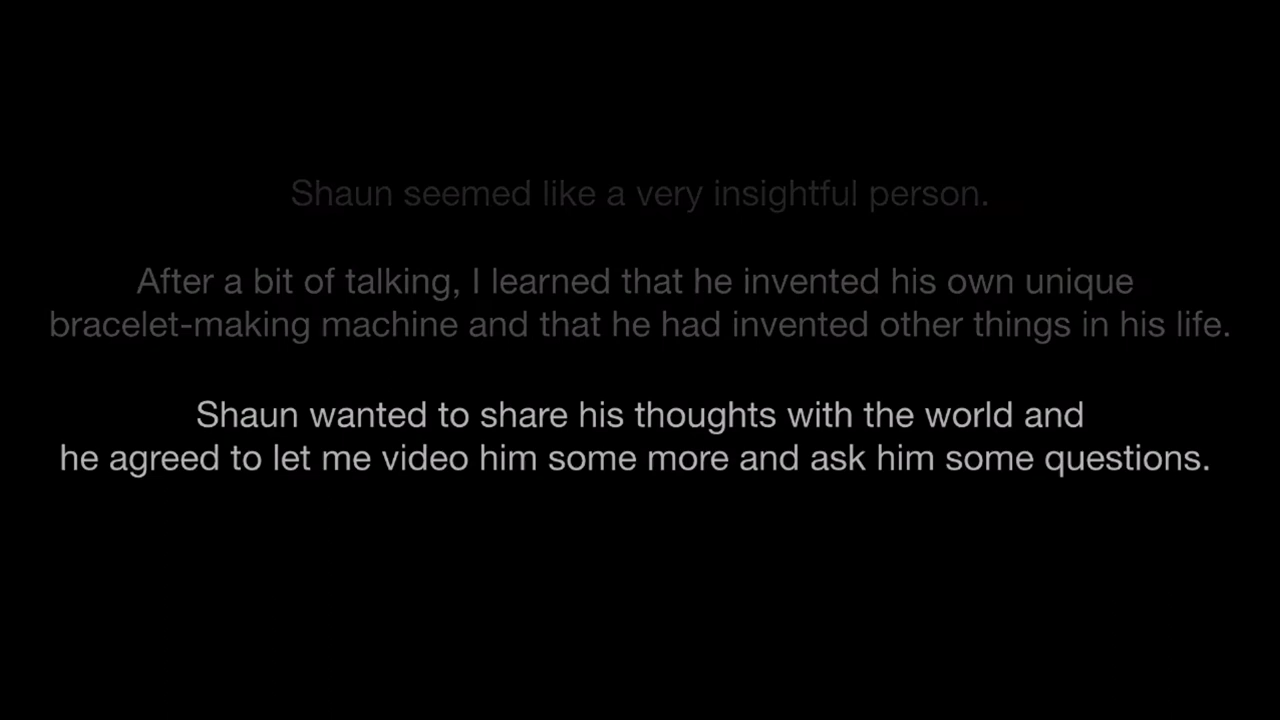 Shaun seemed like a very insightful person.
After a bit of talking, I learned that he invented his own unique
bracelet-making machine and that he had invented other things in his life.
Shaun wanted to share his thoughts with the world and
he agreed to let me video him some more and ask him some questions.